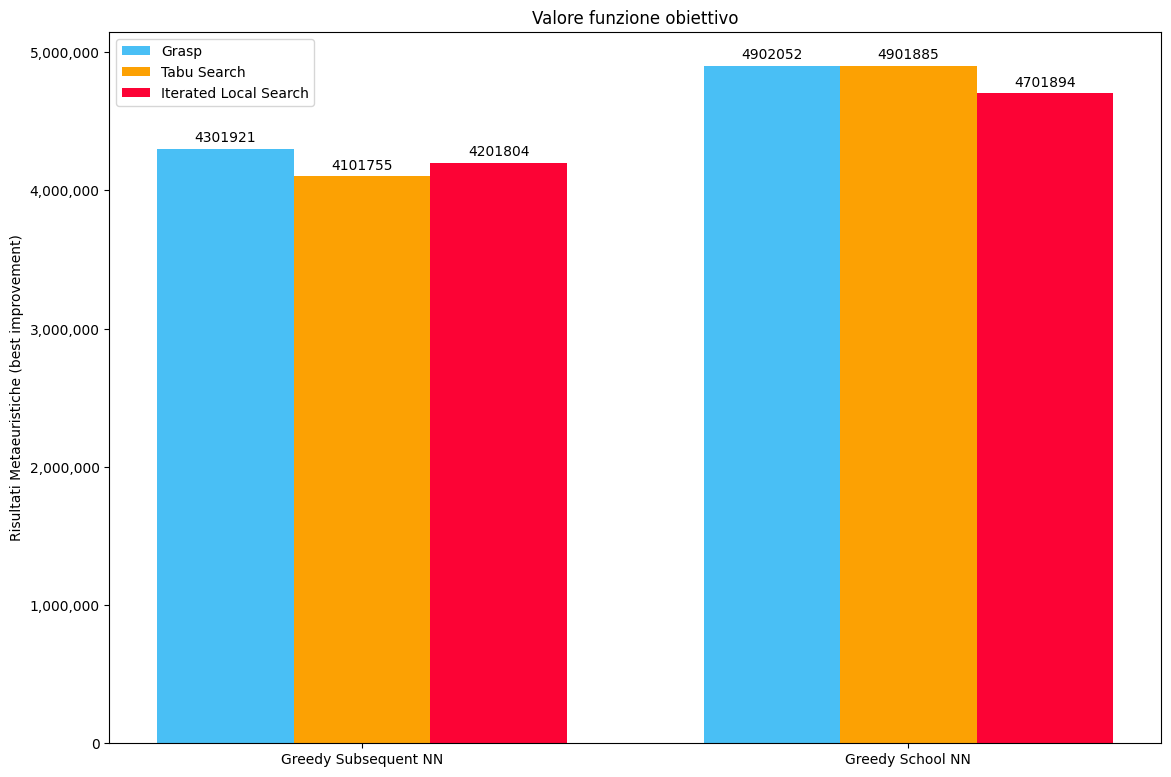 Valore funzione obiettivo
Grasp
Tabu Search
Iterated Local Search
Risultati Metaeuristiche (best improvement)
5,000,000
4,000,000
3,000,000
2,000,000
1,000,000
0
4301921
4101755
4201804
4902052
4901885
4701894
Greedy Subsequent NN
Greedy School NN